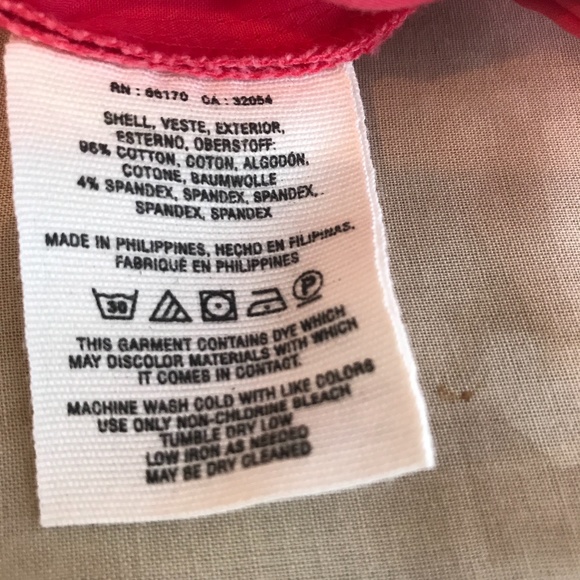 RN : 66170 CA : 32054
SHELL, VESTE, EXTERIOR,
ESTERNO, OBERSTOFF:
96% COTTON, COTON, ALGODÓN,
COTONE, BAUMWOLLE
4% SPANDEX, SPANDEX, SPANDEX,
SPANDEX, SPANDEX
MADE IN PHILIPPINES, HECHO EN FILIPINAS,
FABRIQUÉ EN PHILIPPINES
30 P
THIS GARMENT CONTAINS DYE WHICH
MAY DISCOLOR MATERIALS WITH WHICH
IT COMES IN CONTACT.
MACHINE WASH COLD WITH LIKE COLORS
USE ONLY NON-CHLORINE BLEACH
TUMBLE DRY LOW
LOW IRON AS NEEDED
MAY BE DRY CLEANED